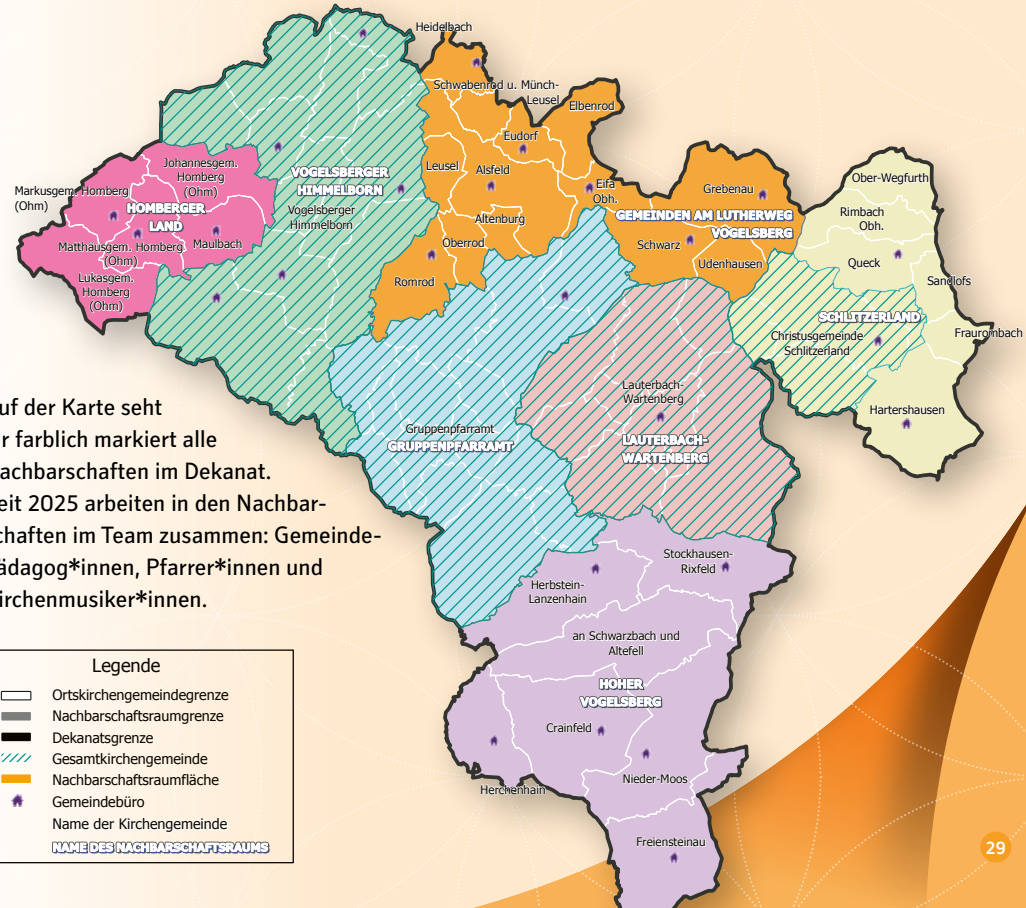 Heidelbach
Schwabenrod u. Münch-
Leusel
Elbenrod
Eudorf
Leusel
Alsfeld
Eifa
Obh.
Altenburg
Oberrod
Romrod
Grebenau
GEMEINDEN AM LUTHERWEG
VOGELSBERG
Schwarz
Udenhausen
Johannesgem.
Homberg
(Ohm)
Markusgem. Homberg
(Ohm)
HOMBERGER
LAND
Matthäusgem. Homberg
(Ohm)
Maulbach
Lukasgem.
Homberg
(Ohm)
VOGELSBERGER
HIMMELBORN
Vogelsberger
Himmelborn
Ober-Wegfurth
Rimbach
Obh.
Queck
Sandlofs
SCHLITZERLAND
Christusgemeinde
Schlitzerland
Fraurombach
Hartershausen
Lauterbach-
Wartenberg
LAUTERBACH-
WARTENBERG
Gruppenpfarramt
GRUPPENPFARRAMT
uf der Karte seht
r farblich markiert alle
achbarschaften im Dekanat.
eit 2025 arbeiten in den Nachbar-
chaften im Team zusammen: Gemeinde-
ädagog*innen, Pfarrer*innen und
irchenmusiker*innen.
Stockhausen-
Rixfeld
Herbstein-
Lanzenhain
an Schwarzbach und
Altefell
HOHER
VOGELSBERG
Crainfeld
Nieder-Moos
Herchenhain
Freiensteinau
Legende
Ortskirchengemeindegrenze
Nachbarschaftsraumgrenze
Dekanatsgrenze
Gesamtkirchengemeinde
Nachbarschaftsraumfläche
Gemeindebüro
Name der Kirchengemeinde
NAME DES NACHBARSCHAFTSRAUMS
29